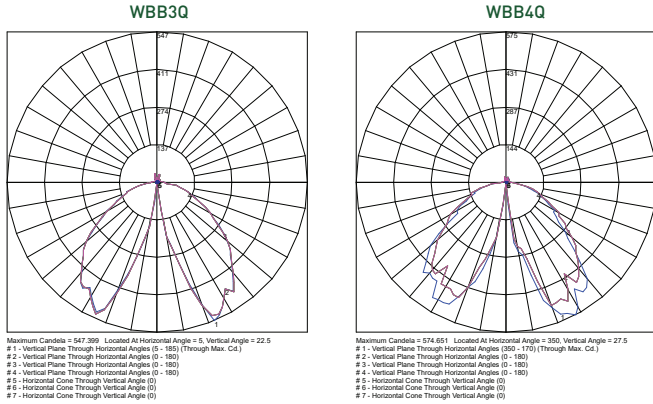 WBB3Q
547
411
274
137
1
Maximum Candela = 547.399 Located At Horizontal Angle = 5, Vertical Angle = 22.5
# 1 - Vertical Plane Through Horizontal Angles (5 - 185) (Through Max. Cd.)
# 2 - Vertical Plane Through Horizontal Angles (0 - 180)
# 3 - Vertical Plane Through Horizontal Angles (0 - 180)
# 4 - Vertical Plane Through Horizontal Angles (0 - 180)
# 5 - Horizontal Cone Through Vertical Angle (0)
# 6 - Horizontal Cone Through Vertical Angle (0)
# 7 - Horizontal Cone Through Vertical Angle (0)
WBB4Q
575
431
287
144
Maximum Candela = 574.651 Located At Horizontal Angle = 350, Vertical Angle = 27.5
# 1 - Vertical Plane Through Horizontal Angles (350 - 170) (Through Max. Cd.)
# 2 - Vertical Plane Through Horizontal Angles (0 - 180)
# 3 - Vertical Plane Through Horizontal Angles (0 - 180)
# 4 - Vertical Plane Through Horizontal Angles (0 - 180)
# 5 - Horizontal Cone Through Vertical Angle (0)
# 6 - Horizontal Cone Through Vertical Angle (0)
# 7 - Horizontal Cone Through Vertical Angle (0)